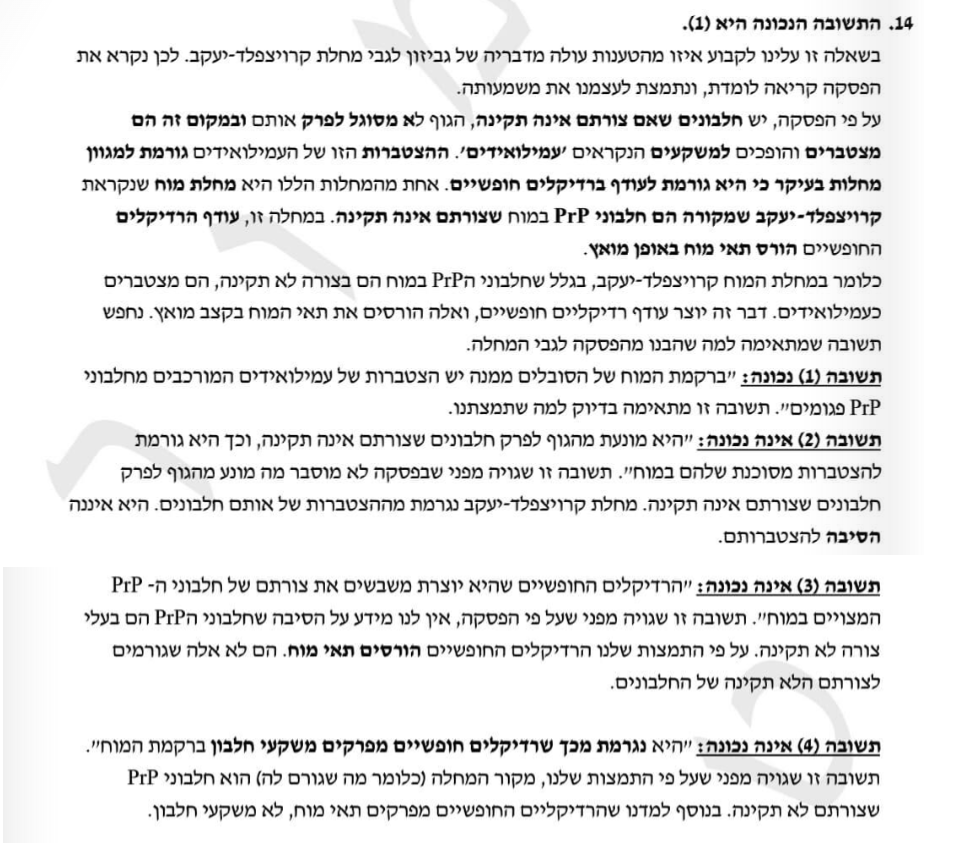 14. התשובה הנכונה היא (1).
בשאלה זו עלינו לקבוע איזו מהטענות עולה מדבריה של גביזון לגבי מחלת קרויצפלד-יעקב. לכן נקרא את
הפסקה קריאה לומדת, ונתמצת לעצמנו את משמעותה.
על פי הפסקה, יש חלבונים שאם צורתם אינה תקינה, הגוף לא מסוגל לפרק אותם ובמקום זה הם
מצטברים והופכים למשקעים הנקראים 'עמילואידים'. ההצטברות הזו של העמילואידים גורמת למגוון
מחלות בעיקר כי היא גורמת לעודף ברדיקלים חופשיים. אחת מהמחלות הללו היא מחלת מוח שנקראת
קרויצפלד-יעקב שמקורה הם חלבוני PrP במוח שצורתם אינה תקינה. במחלה זו, עודף הרדיקלים
החופשיים הורס תאי מוח באופן מואץ.
כלומר במחלת המוח קרויצפלד-יעקב, בגלל שחלבוני הPrP במוח הם בצורה לא תקינה, הם מצטברים
כעמילואידים. דבר זה יוצר עודף רדיקליים חופשיים, ואלה הורסים את תאי המוח בקצב מואץ. נחפש
תשובה שמתאימה למה שהבנו מהפסקה לגבי המחלה.
תשובה (1) נכונה: "ברקמת המוח של הסובלים ממנה יש הצטברות של עמילואידים המורכבים מחלבוני
PrP פגומים". תשובה זו מתאימה בדיוק למה שתמצתנו.
תשובה (2) אינה נכונה: "היא מונעת מהגוף לפרק חלבונים שצורתם אינה תקינה, וכך היא גורמת
להצטברות מסוכנת שלהם במוח". תשובה זו שגויה מפני שבפסקה לא מוסבר מה מונע מהגוף לפרק
חלבונים שצורתם אינה תקינה. מחלת קרויצפלד-יעקב נגרמת מההצטברות של אותם חלבונים. היא איננה
הסיבה להצטברותם.
תשובה (3) אינה נכונה: "הרדיקלים החופשיים שהיא יוצרת משבשים את צורתם של חלבוני ה- PrP
המצויים במוח". תשובה זו שגויה מפני שעל פי הפסקה, אין לנו מידע על הסיבה שחלבוני הPrP הם בעלי
צורה לא תקינה. על פי התמצות שלנו הרדיקלים החופשיים הורסים תאי מוח. הם לא אלה שגורמים
לצורתם הלא תקינה של החלבונים.
תשובה (4) אינה נכונה: "היא נגרמת מכך שרדיקלים חופשיים מפרקים משקעי חלבון ברקמת המוח".
תשובה זו שגויה מפני שעל פי התמצות שלנו, מקור המחלה (כלומר מה שגורם לה) הוא חלבוני PrP
שצורתם לא תקינה. בנוסף למדנו שהרדיקליים החופשיים מפרקים תאי מוח, לא משקעי חלבון.